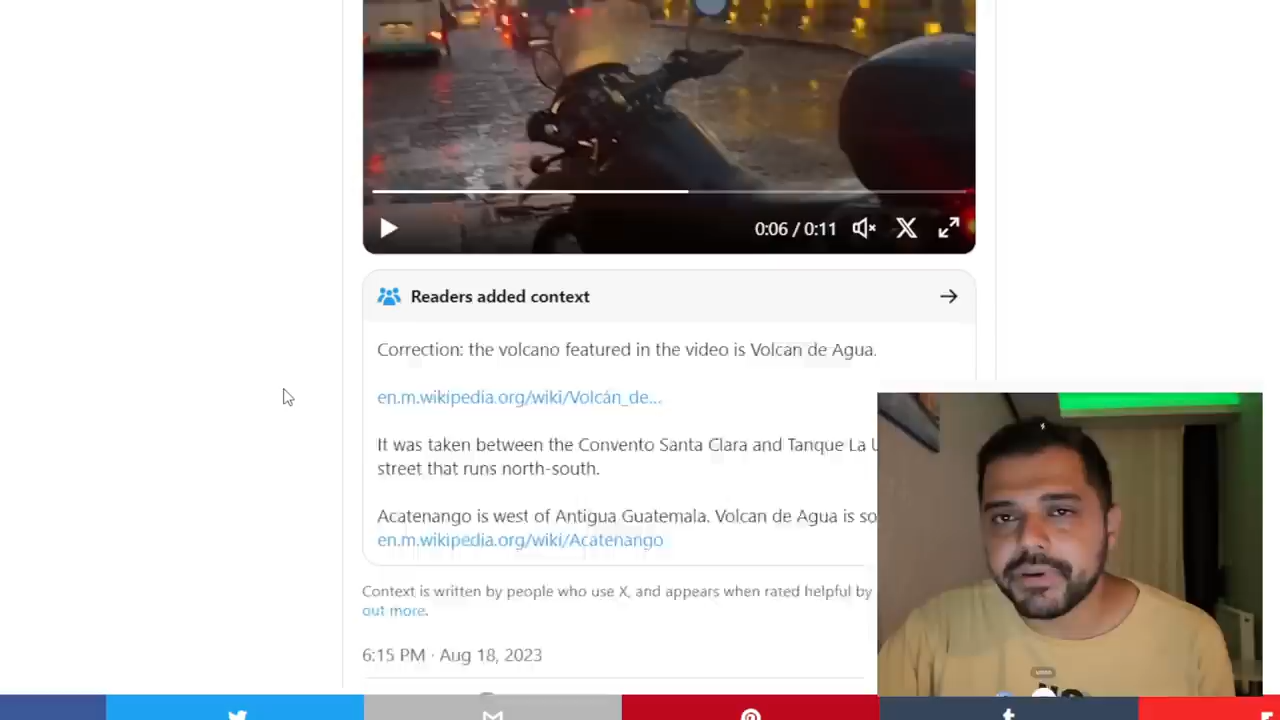 0:06 / 0:11
Readers added context
Correction: the volcano featured in the video is Volcan de Agua.
en.m.wikipedia.org/wiki/Volcán_de...
It was taken between the Convento Santa Clara and Tanque La
street that runs north-south.
Acatenango is west of Antigua Guatemala. Volcan de Agua is
en.m.wikipedia.org/wiki/Acatenango
Context is written by people who use X, and appears when rated helpful by
out more.
6:15 PM · Aug 18, 2023